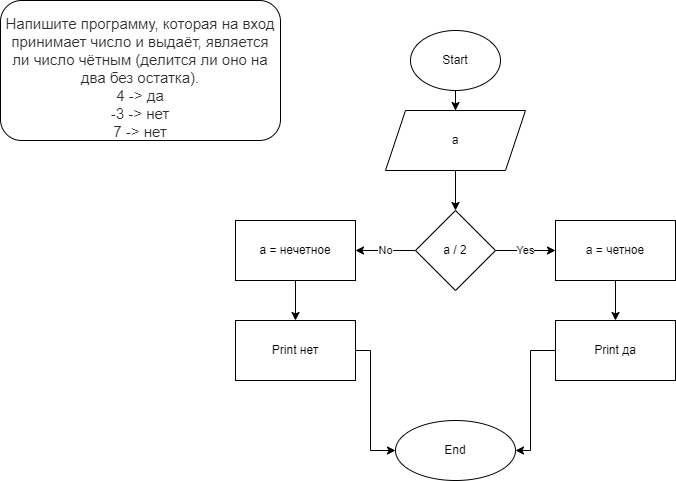 Напишите программу, которая на вход
принимает число и выдаёт, является
ли число чётным (делится ли оно на
два без остатка).
4 -> да
-3 -> нет
7 -> нет
Start
a
No
a / 2
Yes
a = нечетное
a = четное
Print нет
Print да
End